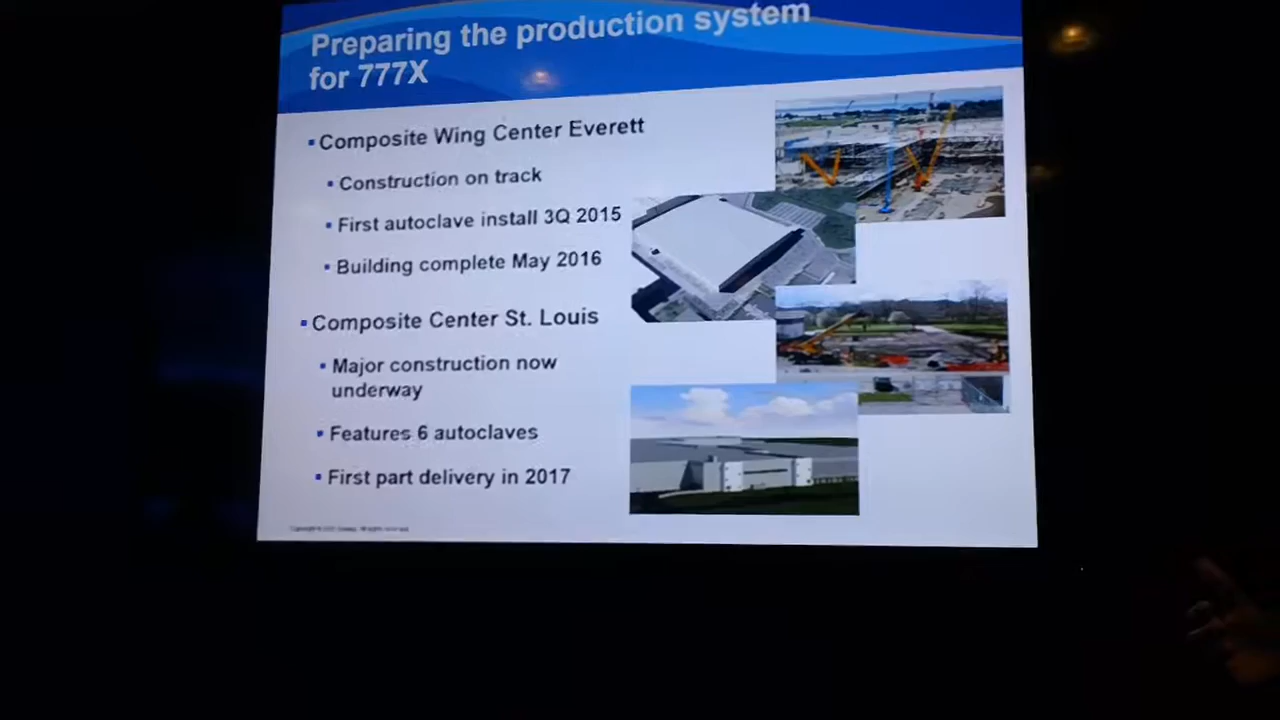 Preparing the production system
for 777X
▪ Composite Wing Center Everett
▪ Construction on track
▪ First autoclave install 3Q 2015
▪ Building complete May 2016
▪ Composite Center St. Louis
▪ Major construction now
underway
▪ Features 6 autoclaves
▪ First part delivery in 2017